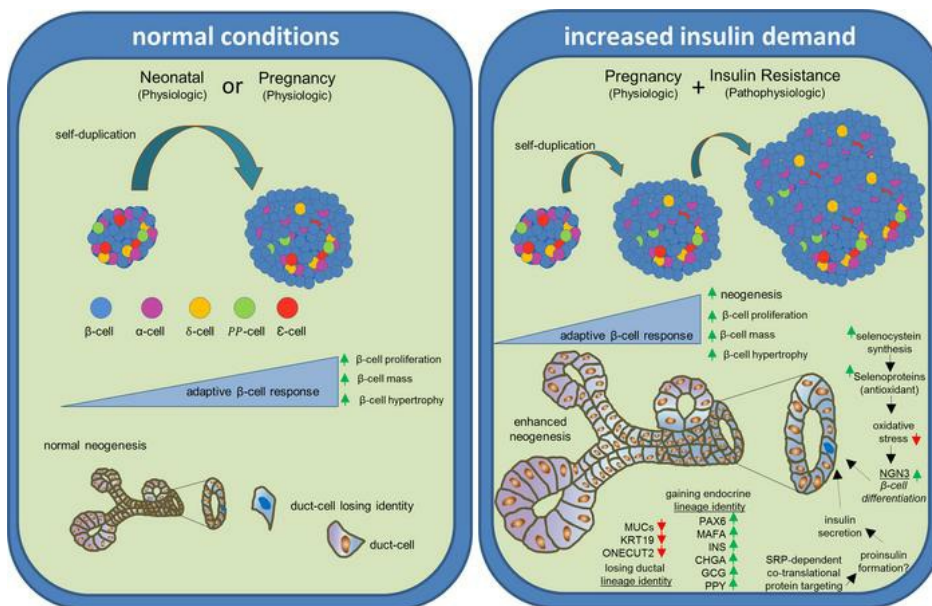 normal conditions
Neonatal or Pregnancy
(Physiologic) (Physiologic)
self-duplication
β-cell α-cell δ-cell PP-cell Ɛ-cell
adaptive β-cell response
β-cell proliferation
β-cell mass
β-cell hypertrophy
normal neogenesis
duct-cell losing identity
duct-cell
increased insulin demand
Pregnancy + Insulin Resistance
(Physiologic) (Pathophysiologic)
self-duplication
adaptive β-cell response
neogenesis
β-cell proliferation
β-cell mass
β-cell hypertrophy
enhanced
neogenesis
selenocystein
synthesis
Selenoproteins
(antioxidant)
oxidative
stress
NGN3
β-cell
differentiation
insulin
secretion
proinsulin
formation?
SRP-dependent
co-translational
protein targeting
gaining endocrine
lineage identity
PAX6
MAFA
INS
CHGA
GCG
PPY
MUCs
KRT19
ONECUT2
losing ductal
lineage identity